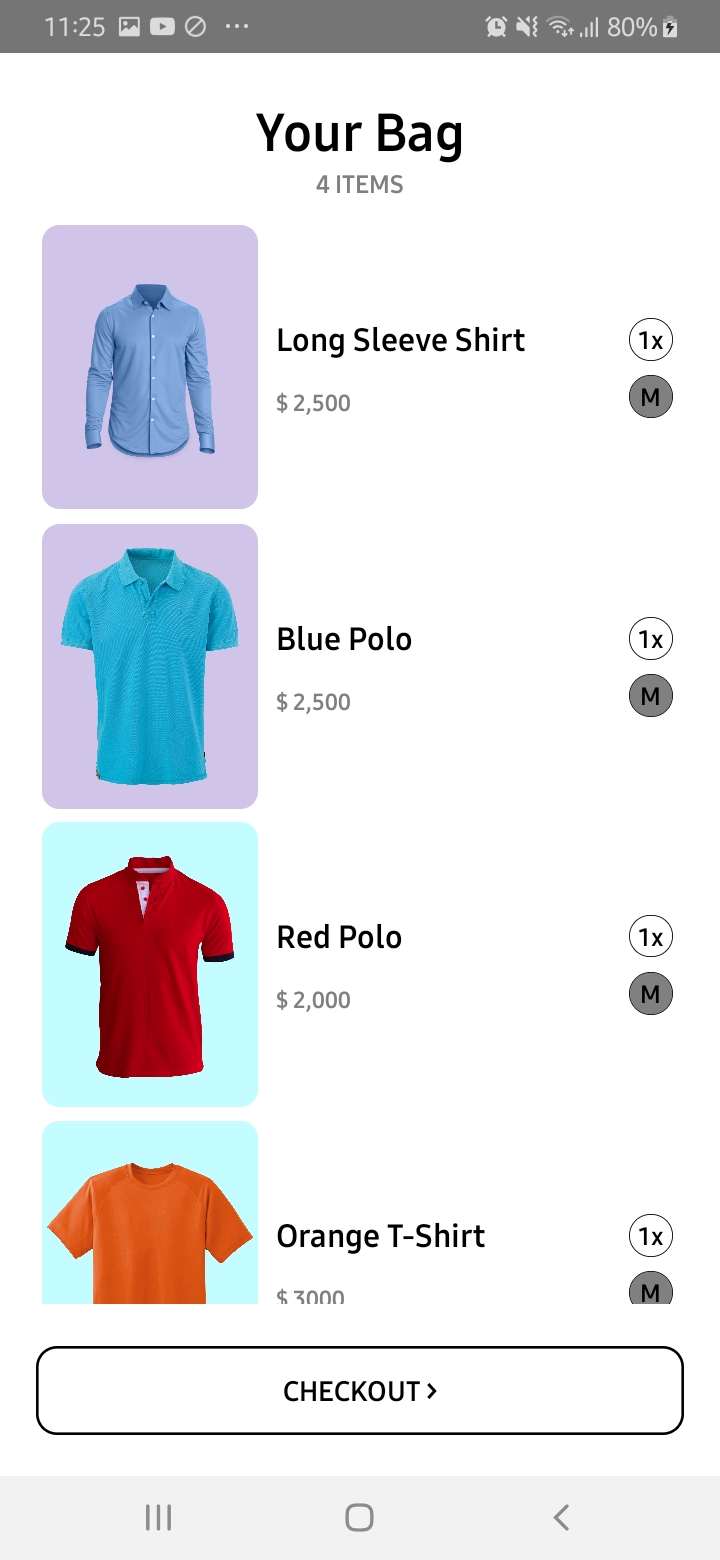 11:25 80%
Your Bag
4 ITEMS
Long Sleeve Shirt
1x
$ 2,500
M
Blue Polo
1x
$ 2,500
M
Red Polo
1x
$ 2,000
M
Orange T-Shirt
1x
$ 3000
M
CHECKOUT >